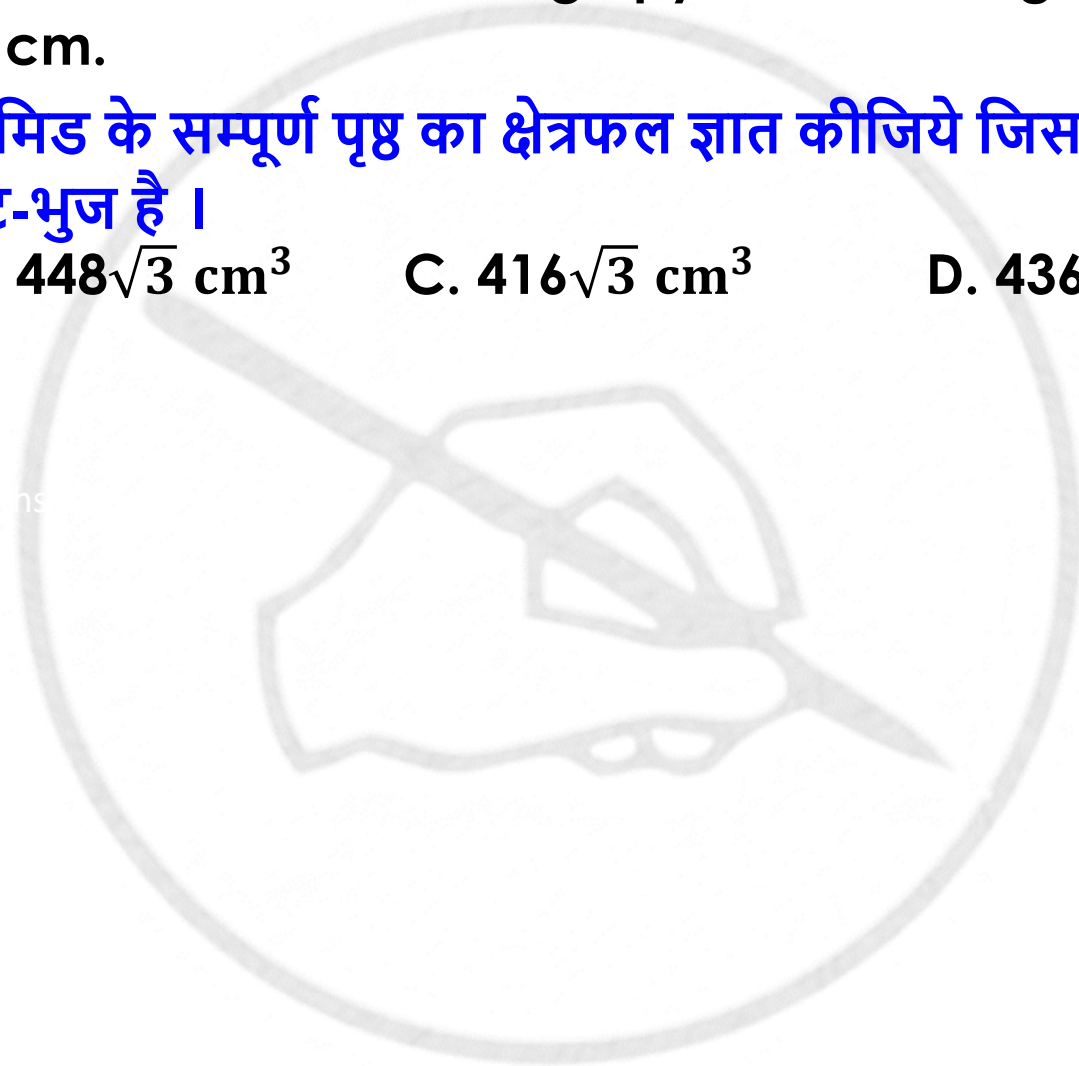 cm.
मिड के सम्पूर्ण पृष्ठ का क्षेत्रफल ज्ञात कीजिये जिस
-भुज है ।
448√3 cm³ C. 416√3 cm³ D. 436